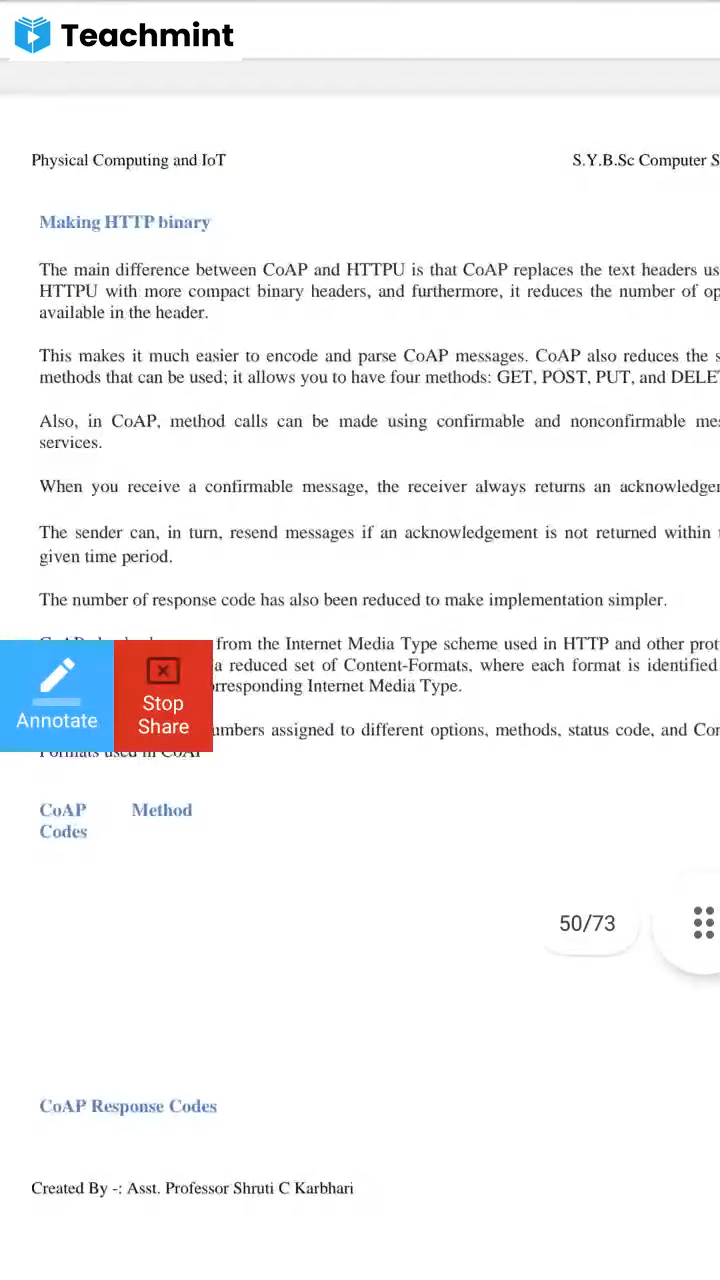 Teachmint
Physical Computing and IoT S.Y.B.Sc Computer S
Making HTTP binary
The main difference between CoAP and HTTPU is that CoAP replaces the text headers us
HTTPU with more compact binary headers, and furthermore, it reduces the number of op
available in the header.
This makes it much easier to encode and parse CoAP messages. CoAP also reduces the s
methods that can be used; it allows you to have four methods: GET, POST, PUT, and DELET
Also, in CoAP, method calls can be made using confirmable and nonconfirmable mes
services.
When you receive a confirmable message, the receiver always returns an acknowledgem
The sender can, in turn, resend messages if an acknowledgement is not returned within
given time period.
The number of response code has also been reduced to make implementation simpler.
from the Internet Media Type scheme used in HTTP and other prot
a reduced set of Content-Formats, where each format is identified
rresponding Internet Media Type.
Annotate
Stop
Share
umbers assigned to different options, methods, status code, and Con
Formats used in CoAP
CoAP Method
Codes
50/73
CoAP Response Codes
Created By -: Asst. Professor Shruti C Karbhari